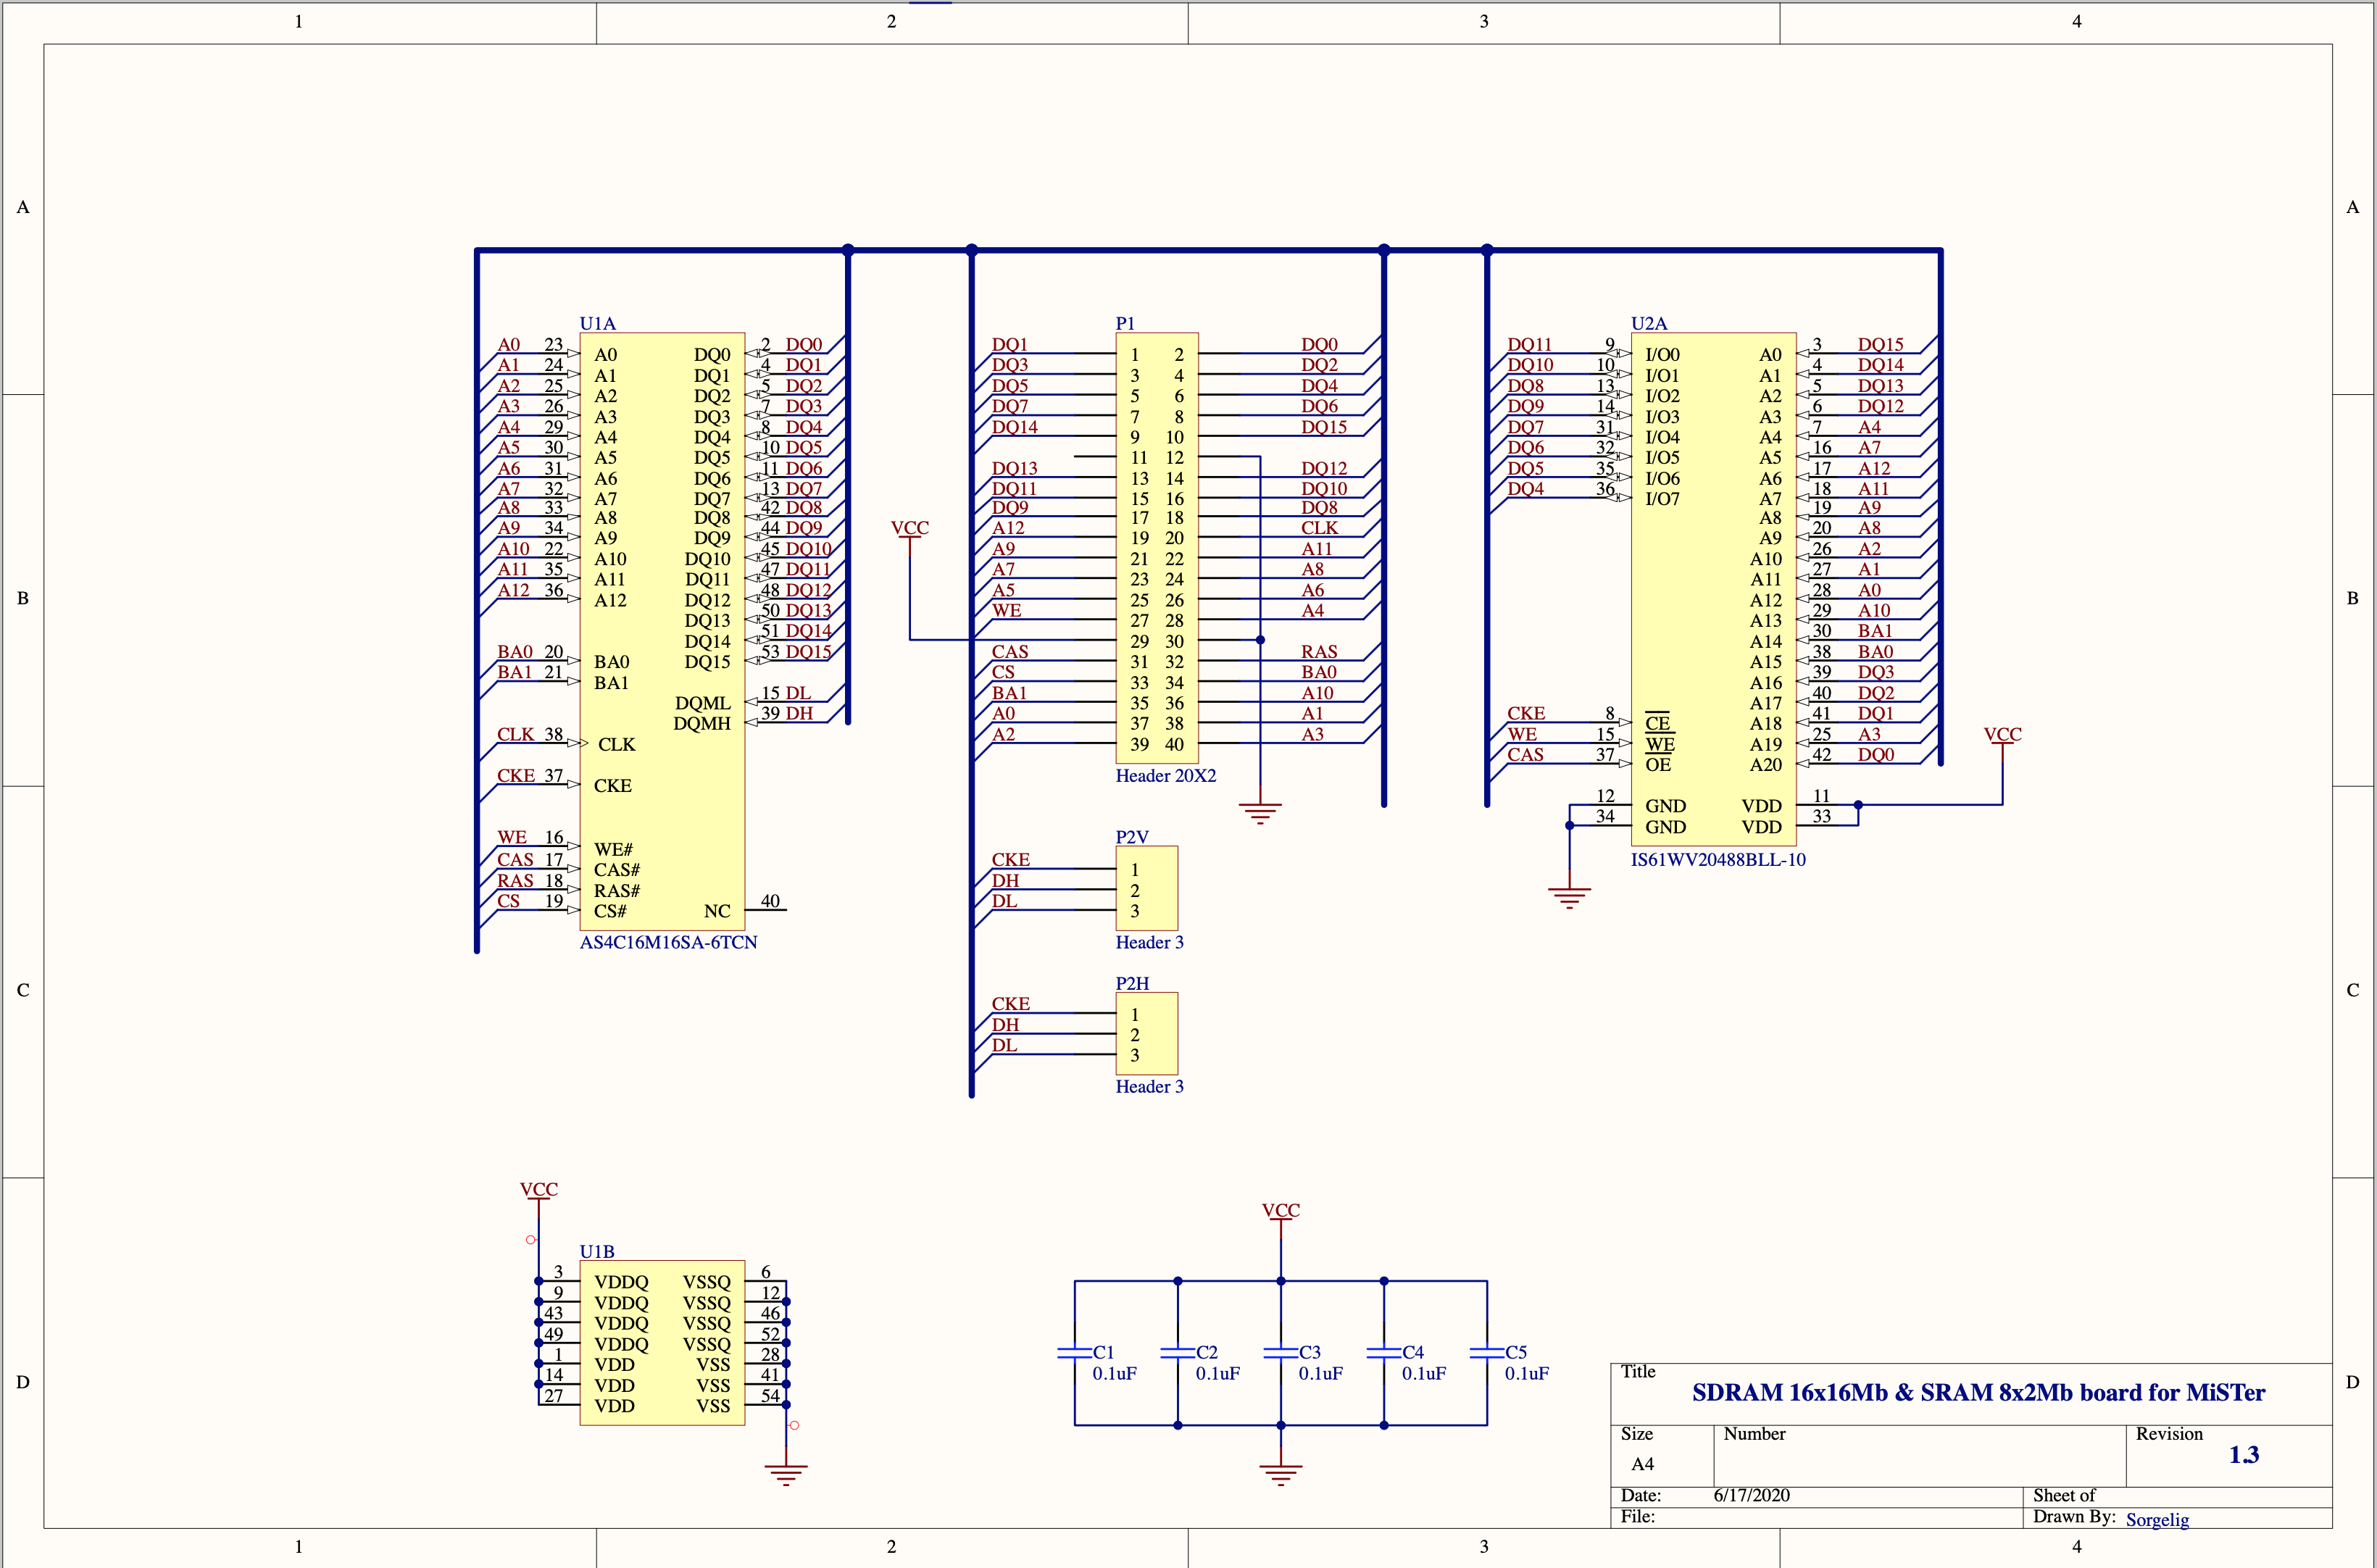 1 2 3 4
A A
B B
C C
D D
1 2 3 4
U1A
A0 23 A0 DQ0 2 DQ0
A1 24 A1 DQ1 4 DQ1
A2 25 A2 DQ2 5 DQ2
A3 26 A3 DQ3 7 DQ3
A4 29 A4 DQ4 8 DQ4
A5 30 A5 DQ5 10 DQ5
A6 31 A6 DQ6 11 DQ6
A7 32 A7 DQ7 13 DQ7
A8 33 A8 DQ8 42 DQ8
A9 34 A9 DQ9 44 DQ9
A10 22 A10 DQ10 45 DQ10
A11 35 A11 DQ11 47 DQ11
A12 36 A12 DQ12 48 DQ12
DQ13 50 DQ13
DQ14 51 DQ14
BA0 20 BA0 DQ15 53 DQ15
BA1 21 BA1
DQML 15 DL
DQMH 39 DH
CLK 38 CLK
CKE 37 CKE
WE 16 WE#
CAS 17 CAS#
RAS 18 RAS#
CS 19 CS# NC 40
AS4C16M16SA-6TCN
P1
DQ1 1 2 DQ0
DQ3 3 4 DQ2
DQ5 5 6 DQ4
DQ7 7 8 DQ6
DQ14 9 10 DQ15
11 12
DQ13 13 14 DQ12
DQ11 15 16 DQ10
DQ9 17 18 DQ8
VCC
A12 19 20 CLK
A9 21 22 A11
A7 23 24 A8
A5 25 26 A6
WE 27 28 A4
29 30
CAS 31 32 RAS
CS 33 34 BA0
BA1 35 36 A10
A0 37 38 A1
A2 39 40 A3
Header 20X2
P2V
CKE 1
DH 2
DL 3
Header 3
P2H
CKE 1
DH 2
DL 3
Header 3
U2A
DQ11 9 I/O0 A0 3 DQ15
DQ10 10 I/O1 A1 4 DQ14
DQ8 13 I/O2 A2 5 DQ13
DQ9 14 I/O3 A3 6 DQ12
DQ7 31 I/O4 A4 7 A4
DQ6 32 I/O5 A5 16 A7
DQ5 35 I/O6 A6 17 A12
DQ4 36 I/O7 A7 18 A11
A8 19 A9
A9 20 A8
A10 26 A2
A11 27 A1
A12 28 A0
A13 29 A10
A14 30 BA1
A15 38 BA0
A16 39 DQ3
A17 40 DQ2
CKE 8 CE A18 41 DQ1
WE 15 WE A19 25 A3
CAS 37 OE A20 42 DQ0
VCC
12 GND VDD 11
34 GND VDD 33
IS61WV20488BLL-10
VCC
U1B
3 VDDQ VSSQ 6
9 VDDQ VSSQ 12
43 VDDQ VSSQ 46
49 VDDQ VSSQ 52
1 VDD VSS 28
14 VDD VSS 41
27 VDD VSS 54
VCC
C1 C2 C3 C4 C5
0.1uF 0.1uF 0.1uF 0.1uF 0.1uF
Title
SDRAM 16x16Mb & SRAM 8x2Mb board for MiSTer
Size Number Revision
A4 1.3
Date: 6/17/2020 Sheet of
File: Drawn By: Sorgelig